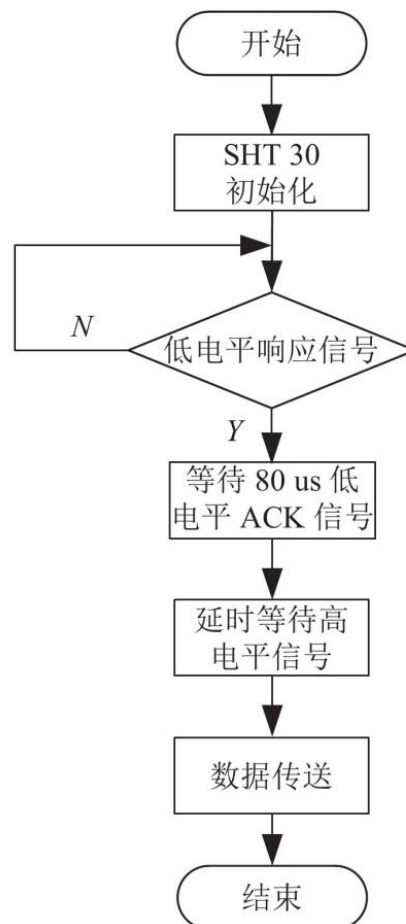 开始
SHT 30
初始化
N
低电平响应信号
Y
等待 80 us 低
电平 ACK 信号
延时等待高
电平信号
数据传送
结束